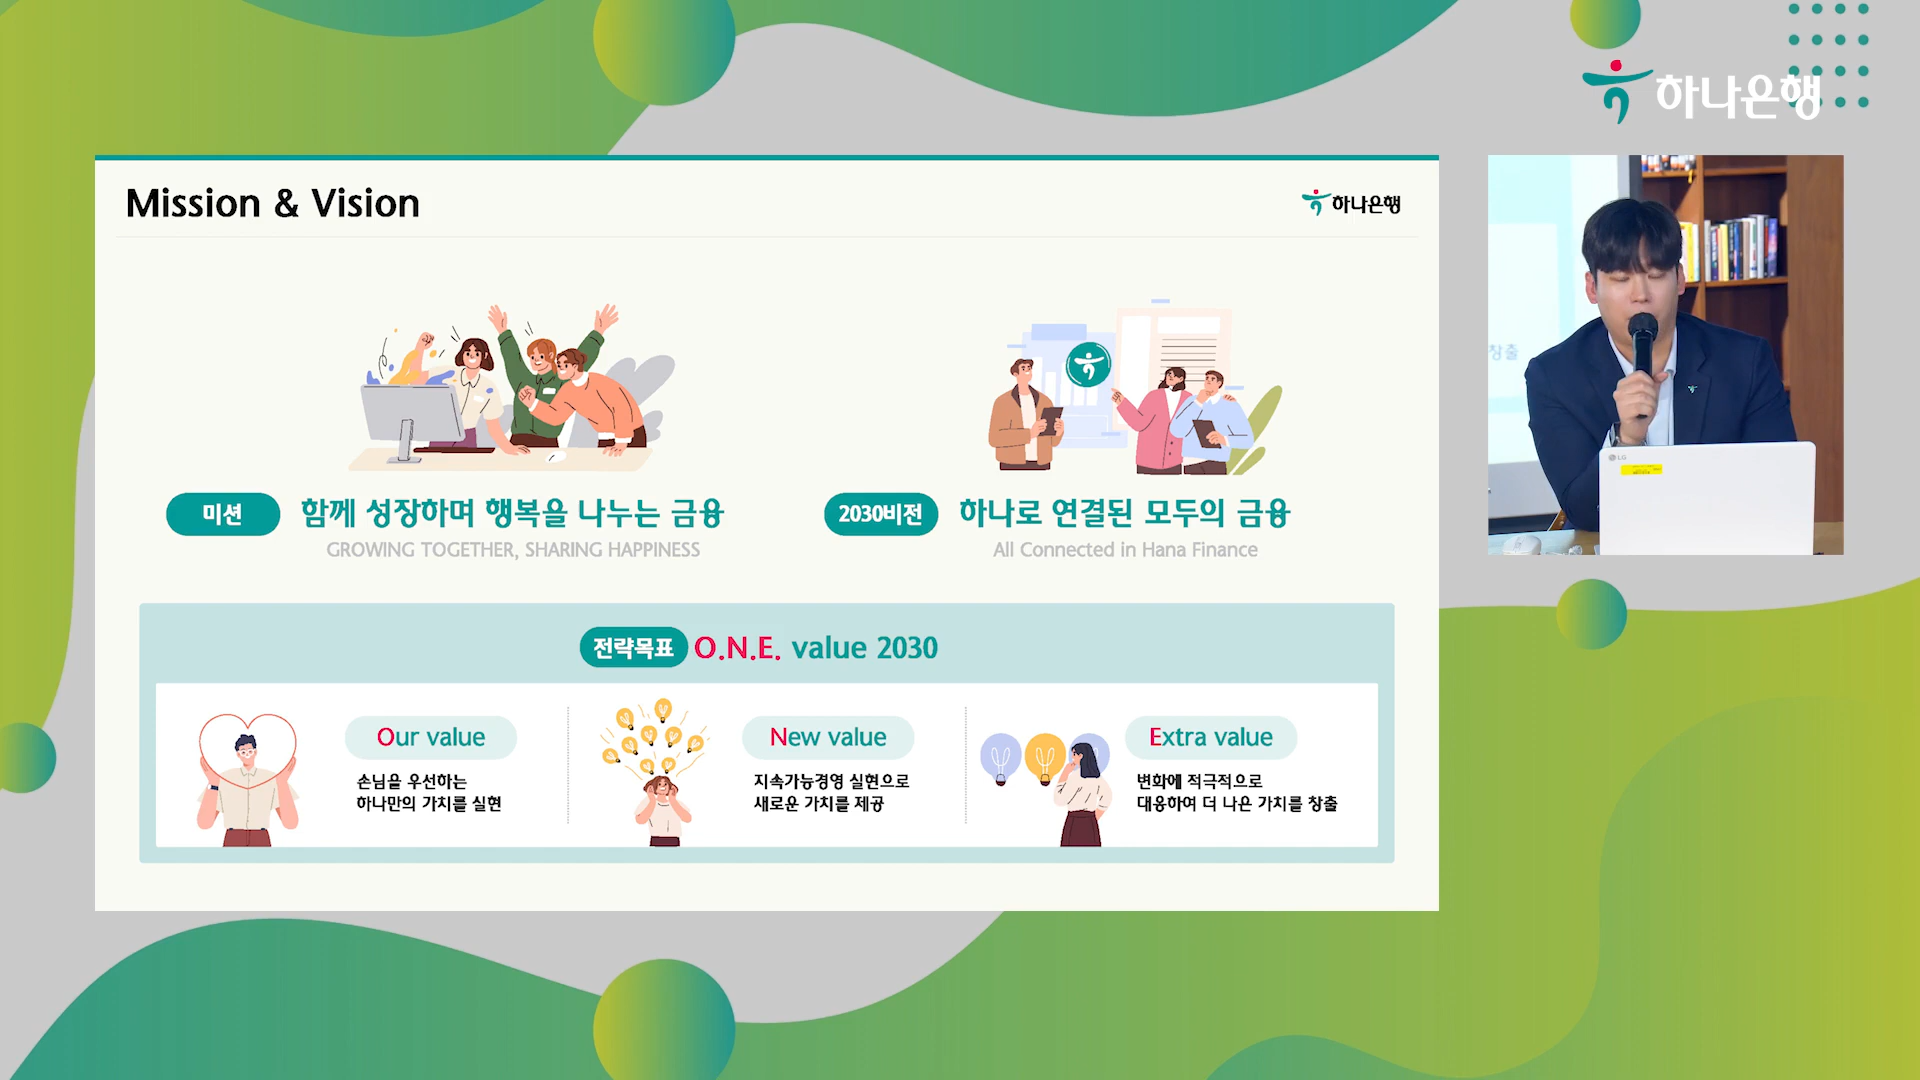 하나은행
Mission & Vision
하나은행
미션
함께 성장하며 행복을 나누는 금융
GROWING TOGETHER, SHARING HAPPINESS
2030비전
하나로 연결된 모두의 금융
All Connected in Hana Finance
전략목표 O.N.E. value 2030
Our value
손님을 우선하는
하나만의 가치를 실현
New value
지속가능경영 실현으로
새로운 가치를 제공
Extra value
변화에 적극적으로
대응하여 더 나은 가치를 창출
창출
LG